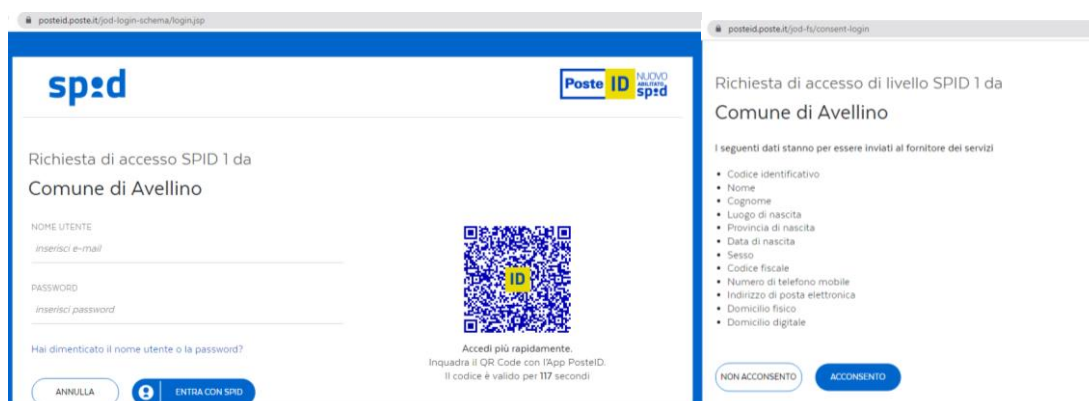 posteid.poste.it/jod-login-schema/login.jsp
spid
Poste ID NUOVO ABILITATO spid
Richiesta di accesso SPID 1 da
Comune di Avellino
NOME UTENTE
inserisci e-mail
PASSWORD
inserisci password
Hai dimenticato il nome utente o la password?
ANNULLA
ENTRA CON SPID
ID
Accedi più rapidamente.
Inquadra il QR Code con l'App PosteID.
Il codice è valido per 117 secondi
posteid.poste.it/jod-fs/consent-login
Richiesta di accesso di livello SPID 1 da
Comune di Avellino
I seguenti dati stanno per essere inviati al fornitore dei servizi
• Codice identificativo
• Nome
• Cognome
• Luogo di nascita
• Provincia di nascita
• Data di nascita
• Sesso
• Codice fiscale
• Numero di telefono mobile
• Indirizzo di posta elettronica
• Domicilio fisico
• Domicilio digitale
NON ACCONSENTO
ACCONSENTO